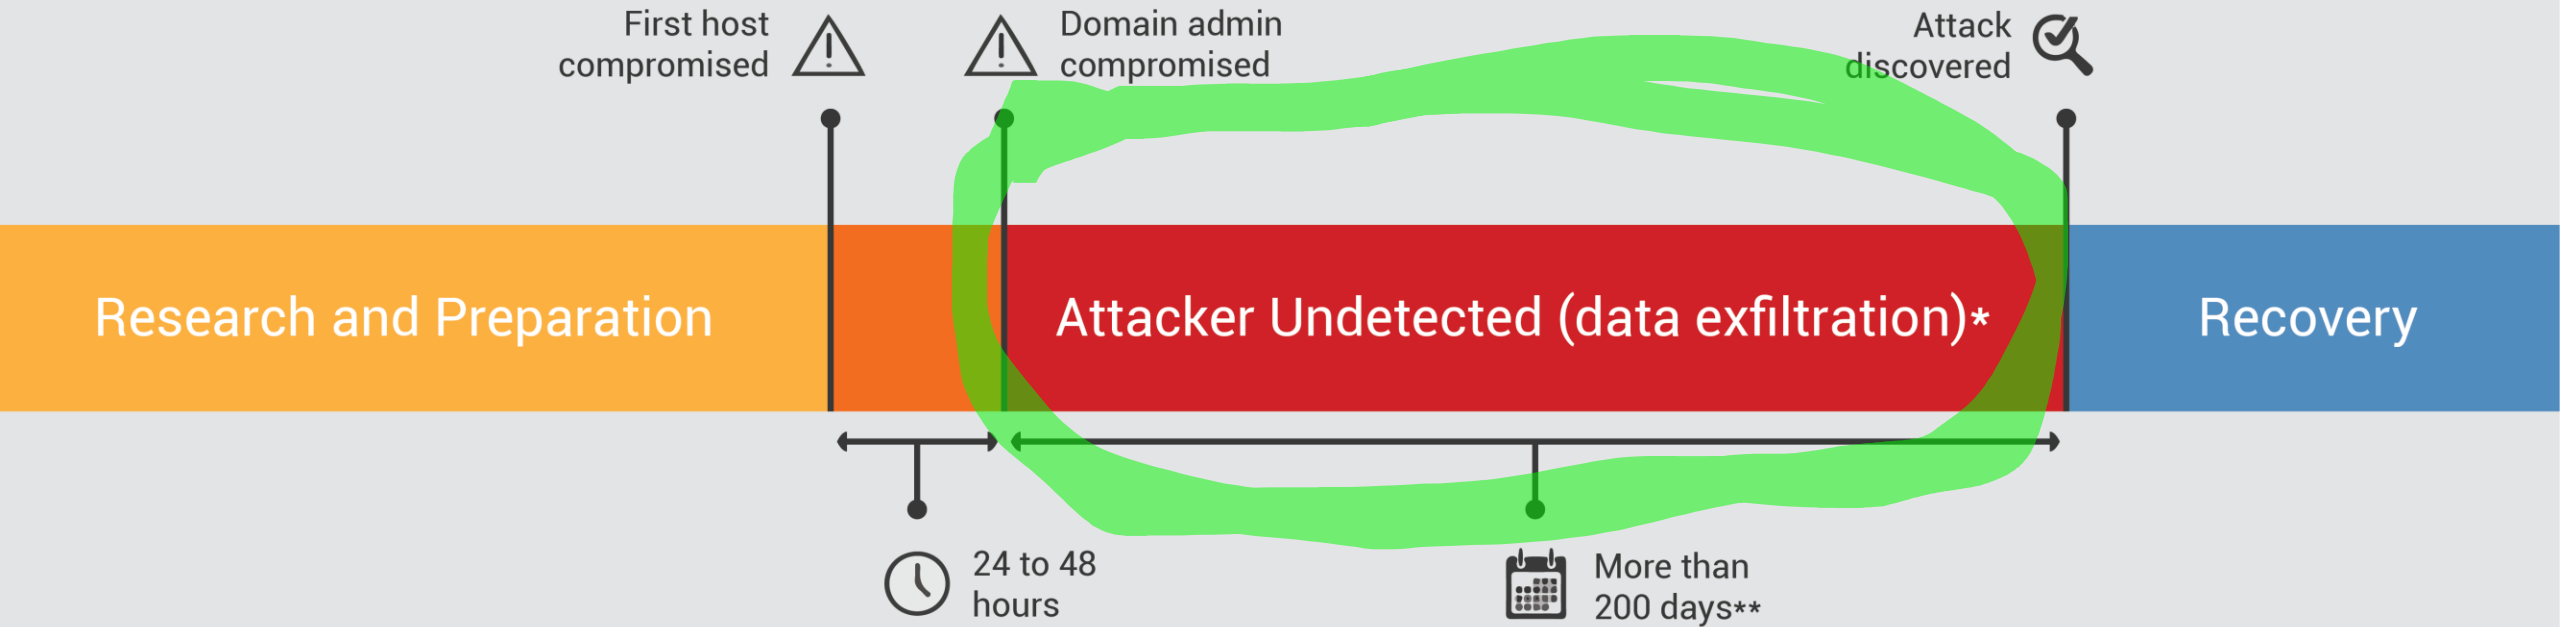 First host
compromised
Domain admin
compromised
Attack
discovered
Research and Preparation
Attacker Undetected (data exfiltration)*
Recovery
24 to 48
hours
More than
200 days**